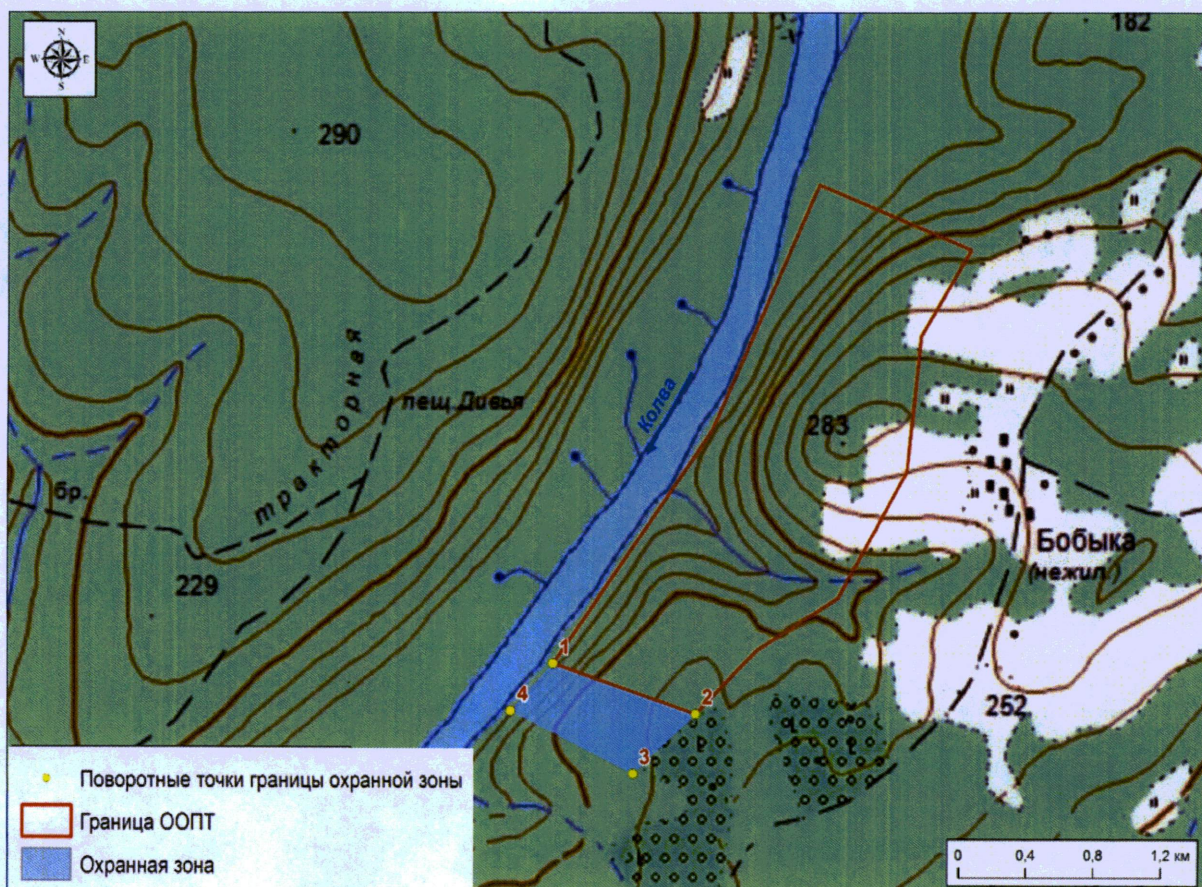 N
W E
S
182
290
тракторная
пещ.Дивья
Колва
283
бр.
229
Бобыка
(нежил.)
1
4
2
3
252
Поворотные точки границы охранной зоны
Граница ООПТ
Охранная зона
0 0,4 0,8 1,2 км